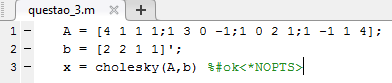 questao_3.m
1 - A = [4 1 1 1;1 3 0 -1;1 0 2 1;1 -1 1 4];
2 - b = [2 2 1 1]';
3 - x = cholesky(A,b) %#ok<*NOPTS>